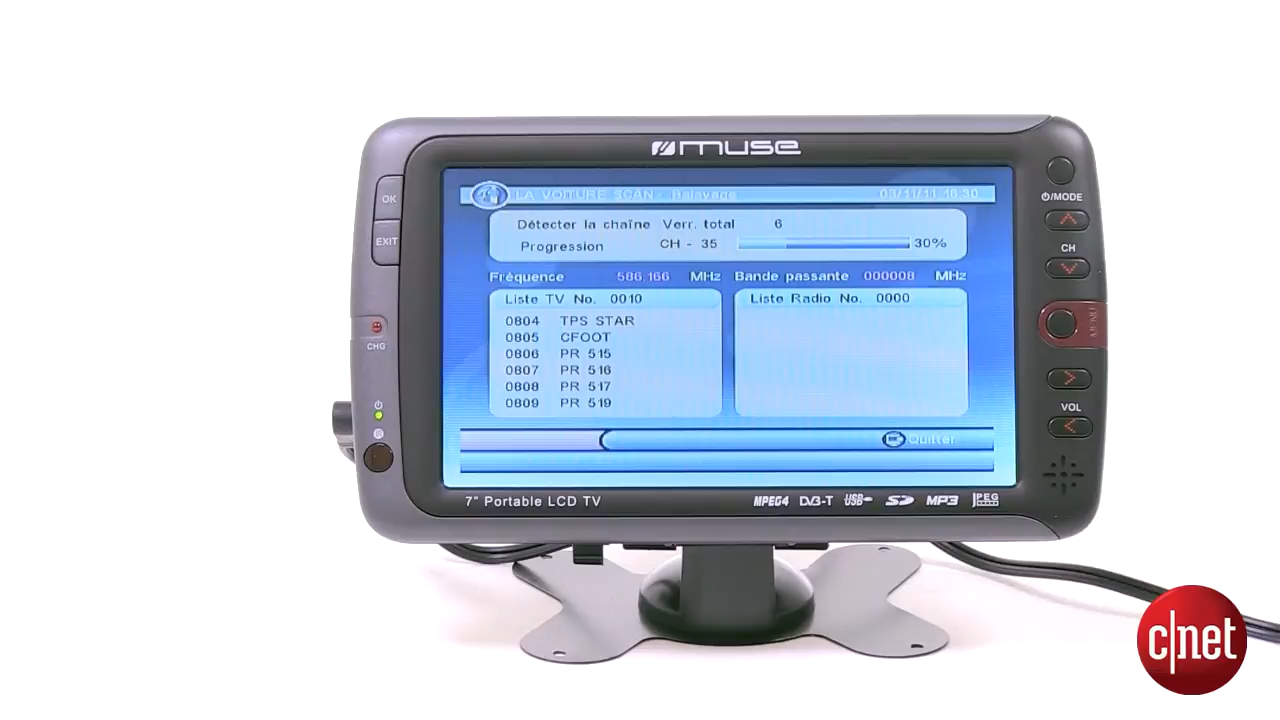 muse
OK
EXIT
CHG
LA VOITURE SCAN - Balayage 03/11/11 16:30
Détecter la chaîne Verr. total 6
Progression CH - 35 30%
Fréquence 586.166 MHz Bande passante 000008 MHz
Liste TV No. 0010
0804 TPS STAR
0805 CFOOT
0806 PR 515
0807 PR 516
0808 PR 517
0809 PR 519
Liste Radio No. 0000
Quitter
/MODE
CH
MENU
VOL
7" Portable LCD TV
MPEG4 DVB-T USB SD MP3 JPEG
c|net